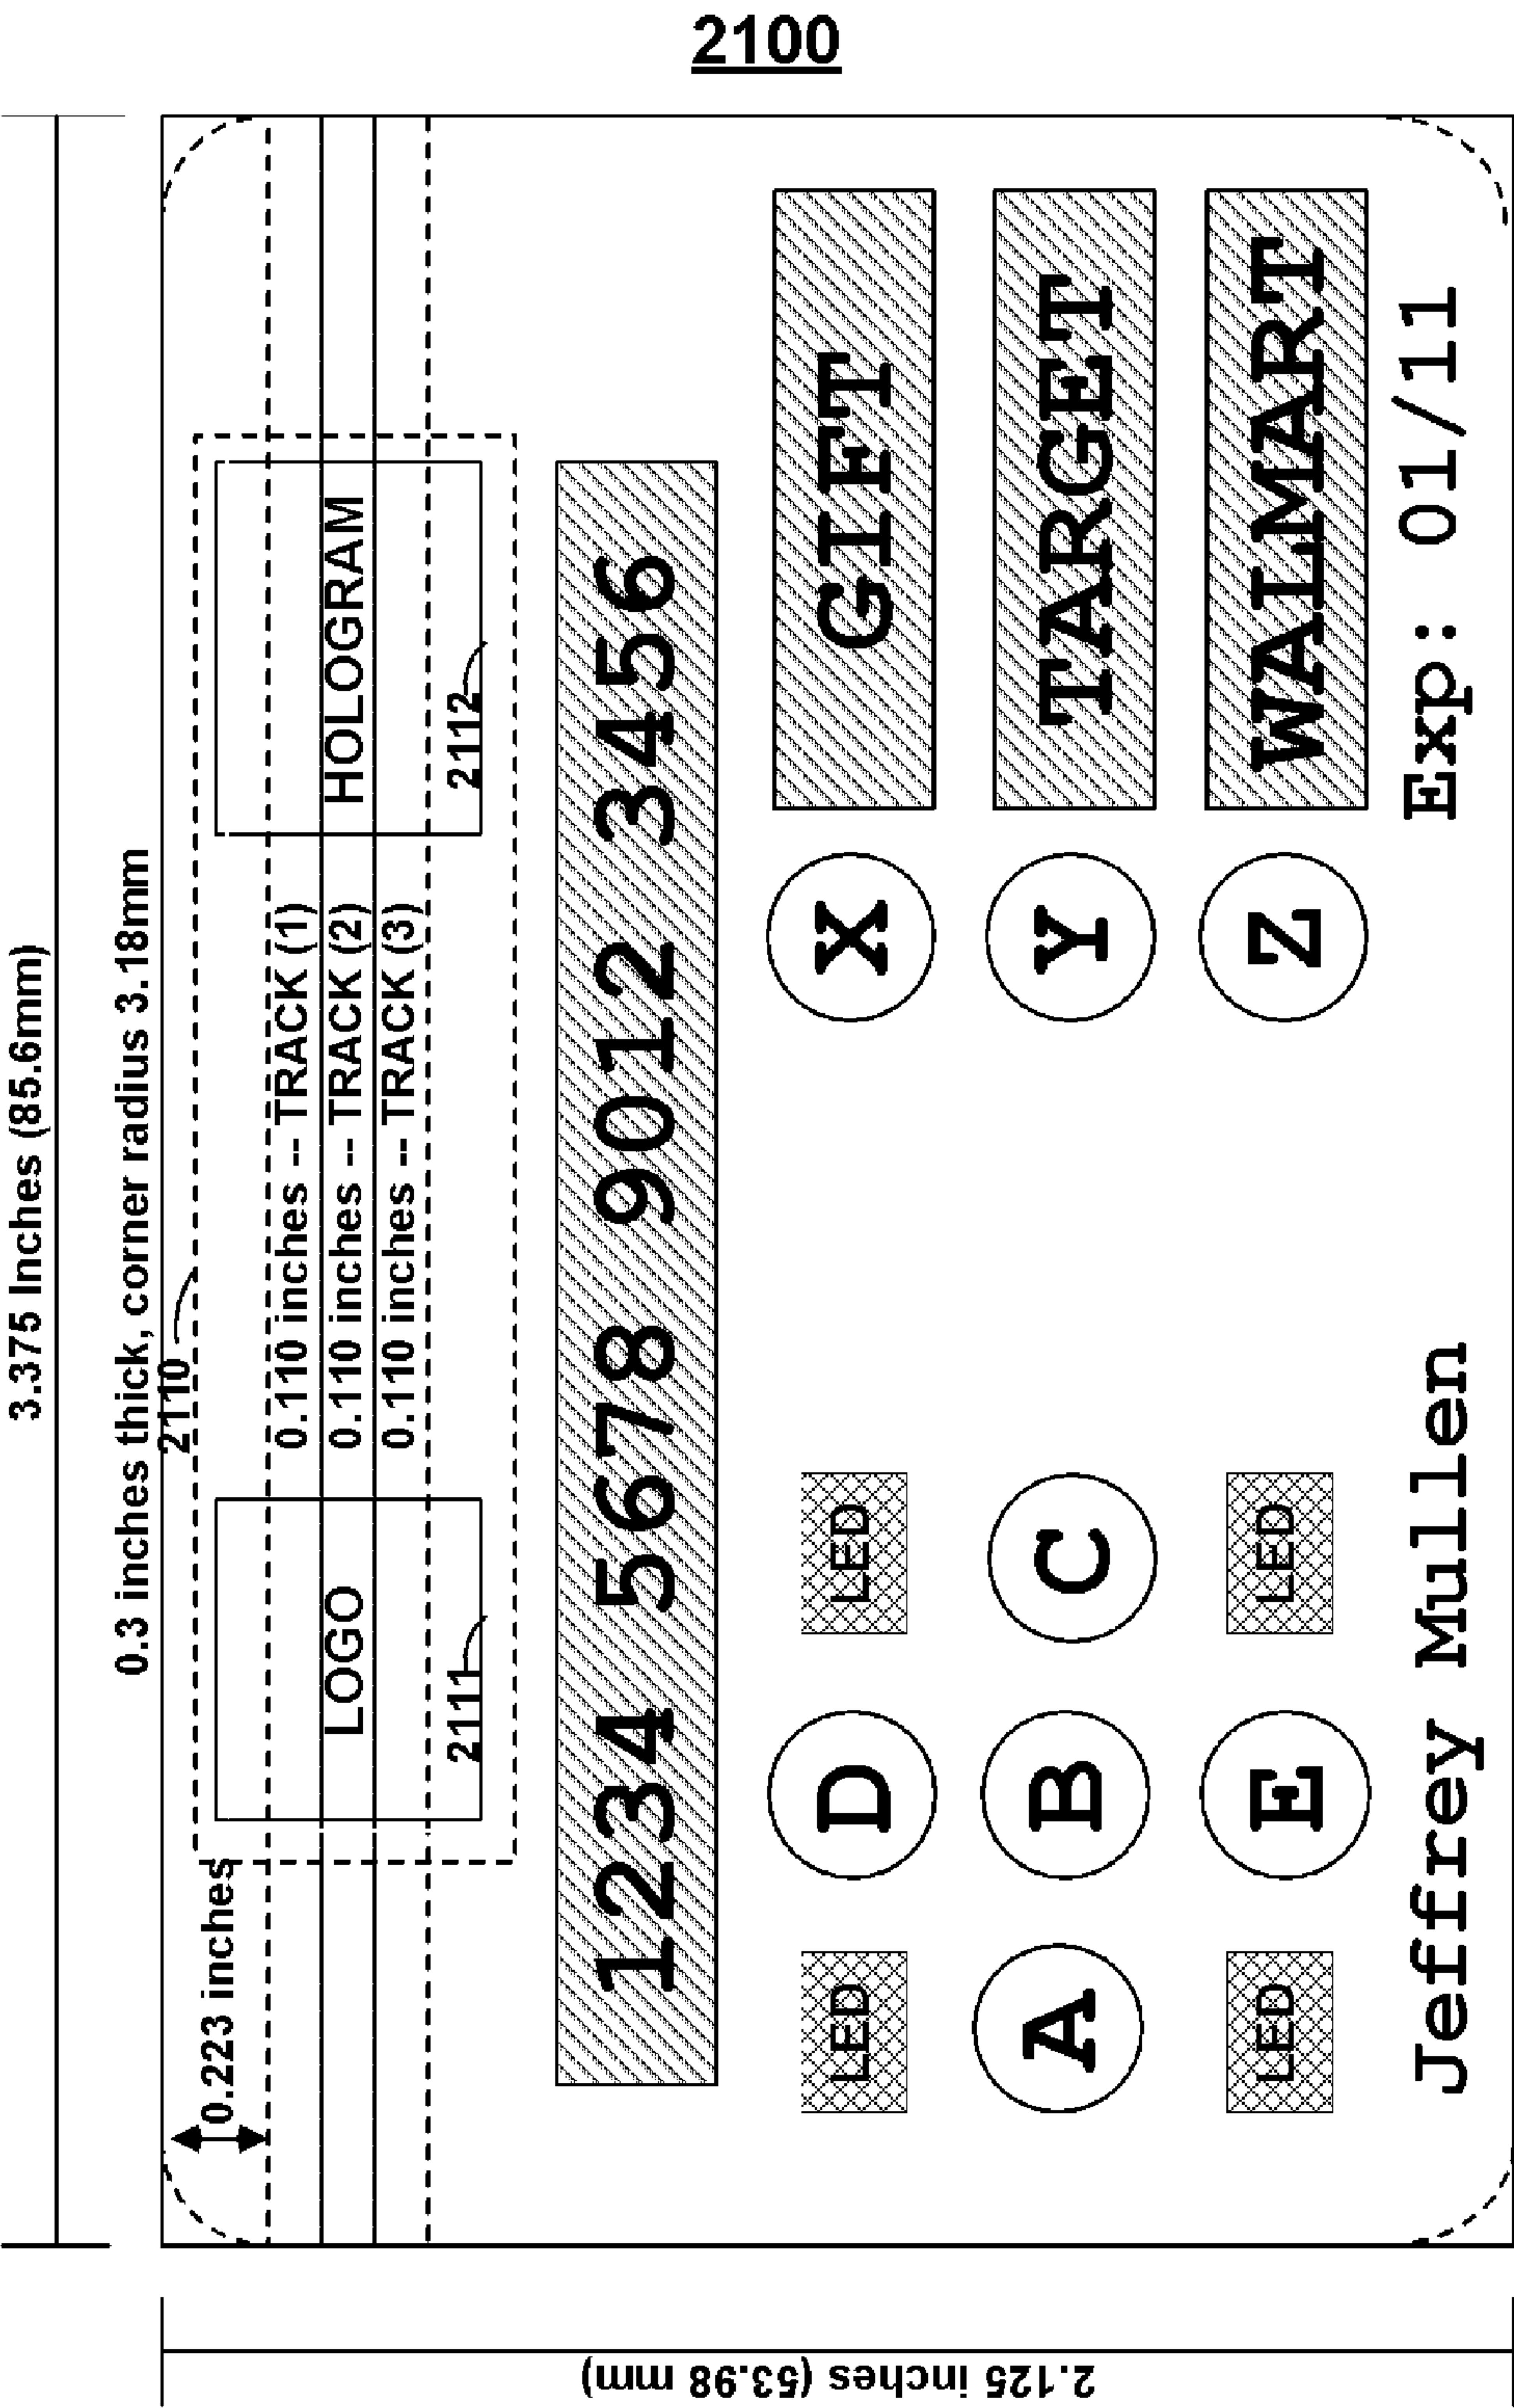 2100
3.375 Inches (85.6mm)
0.3 inches thick, corner radius 3.18mm
2110
0.223 inches
0.110 inches -- TRACK (1)
0.110 inches -- TRACK (2)
0.110 inches -- TRACK (3)
LOGO
2111
HOLOGRAM
2112
1234 5678 9012 3456
LED
D
LED
X
GIFT
A
B
C
Y
TARGET
LED
E
LED
Z
WALMART
Jeffrey Mullen
Exp: 01/11
2.125 inches (53.98 mm)